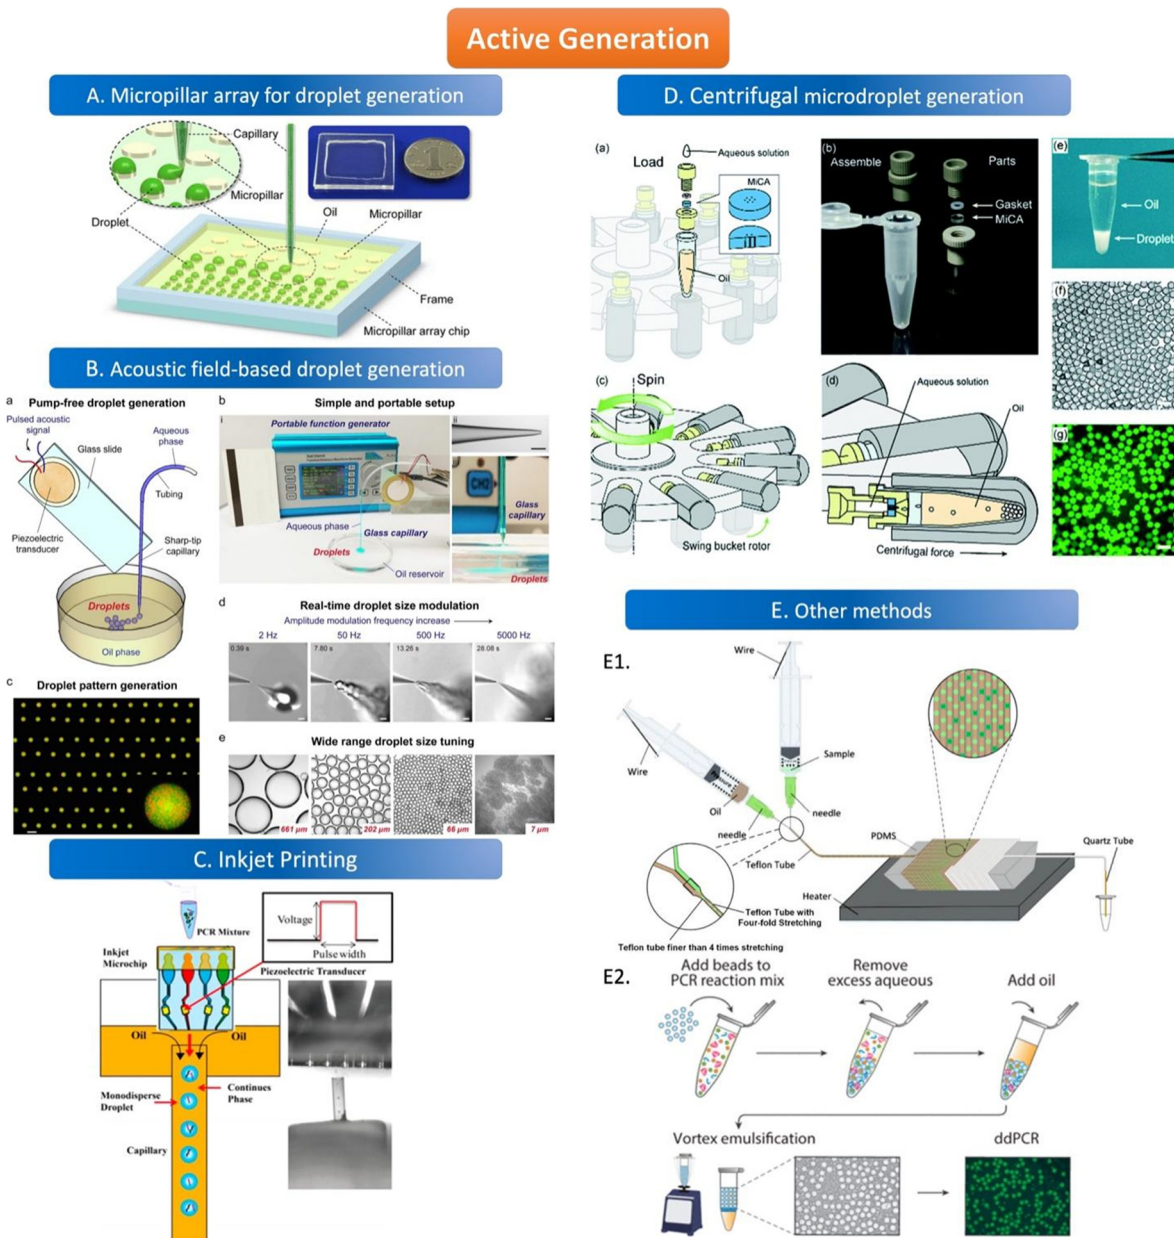 Active Generation
A. Micropillar array for droplet generation
Capillary
Micropillar
Droplet
Oil
Micropillar
Frame
Micropillar array chip
B. Acoustic field-based droplet generation
a
Pump-free droplet generation
Pulsed acoustic
signal
Glass slide
Aqueous
phase
Tubing
Piezoelectric
transducer
Sharp-tip
capillary
Droplets
Oil phase
b
Simple and portable setup
i
Portable function generator
ii
CH2
Aqueous phase
Glass capillary
Glass
capillary
Droplets
Oil reservoir
Droplets
c
Droplet pattern generation
d
Real-time droplet size modulation
Amplitude modulation frequency increase
2 Hz
50 Hz
500 Hz
5000 Hz
0.39 s
7.80 s
13.26 s
28.08 s
e
Wide range droplet size tuning
661 μm
202 μm
66 μm
7 μm
C. Inkjet Printing
PCR Mixture
Voltage
Pulse width
Inkjet
Microchip
Piezoelectric Transducer
Oil
Oil
Monodisperse
Droplet
Continues
Phase
Capillary
D. Centrifugal microdroplet generation
(a)
Load
Aqueous solution
MiCA
Oil
(b)
Assemble
Parts
Gasket
MiCA
(e)
Oil
Droplet
(f)
(c)
Spin
Swing bucket rotor
(d)
Aqueous solution
Oil
Centrifugal force
(g)
E. Other methods
E1.
Wire
Wire
Sample
Oil
needle
needle
Teflon Tube
PDMS
Quartz Tube
Heater
Teflon Tube with
Four-fold Stretching
Teflon tube finer than 4 times stretching
E2.
Add beads to
PCR reaction mix
Remove
excess aqueous
Add oil
Vortex emulsification
ddPCR